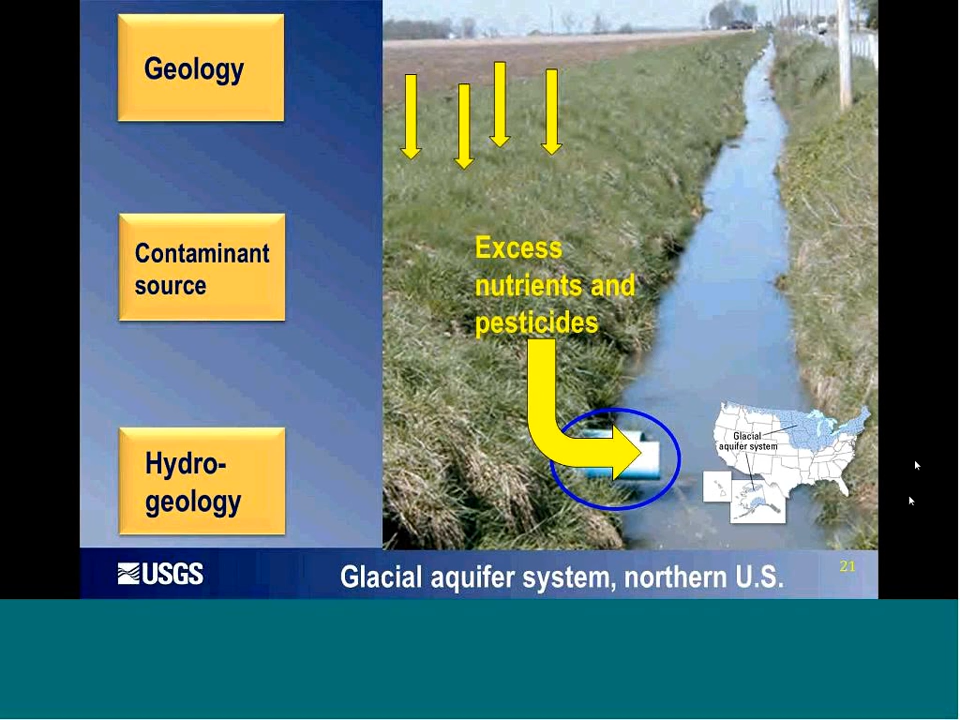 Geology
Contaminant
source
Hydro-
geology
Excess
nutrients and
pesticides
Glacial
aquifer system
USGS
Glacial aquifer system, northern U.S.
21